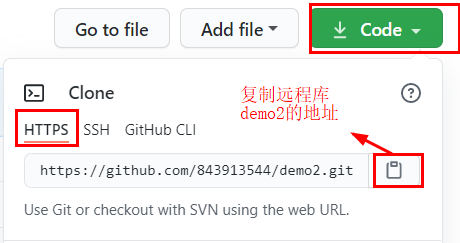 Go to file Add file Code
Clone
复制远程库
demo2的地址
HTTPS SSH GitHub CLI
https://github.com/843913544/demo2.git
Use Git or checkout with SVN using the web URL.